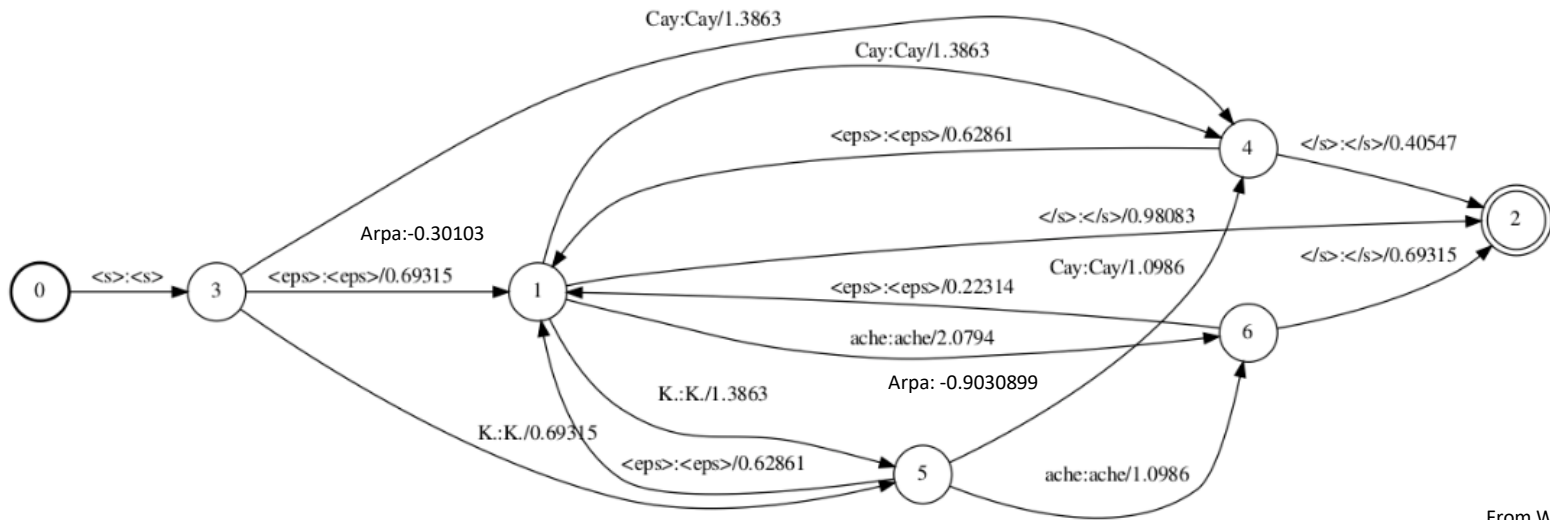 Cay:Cay/1.3863
Cay:Cay/1.3863
<eps>:<eps>/0.62861
4
</s>:</s>/0.40547
</s>:</s>/0.98083
2
Arpa:-0.30103
</s>:</s>/0.69315
Cay:Cay/1.0986
0
<s>:<s>
3
<eps>:<eps>/0.69315
1
<eps>:<eps>/0.22314
6
ache:ache/2.0794
Arpa: -0.9030899
K.:K./1.3863
K.:K./0.69315
<eps>:<eps>/0.62861
5
ache:ache/1.0986
From W